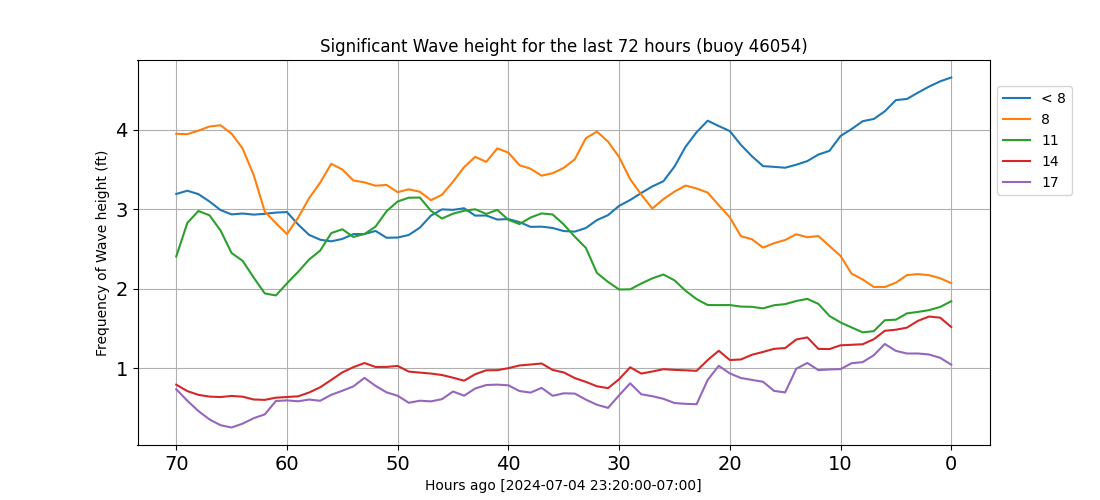 Significant Wave height for the last 72 hours (buoy 46054)
Frequency of Wave height (ft)
4
3
2
1
70 60 50 40 30 20 10 0
Hours ago [2024-07-04 23:20:00-07:00]
< 8
8
11
14
17